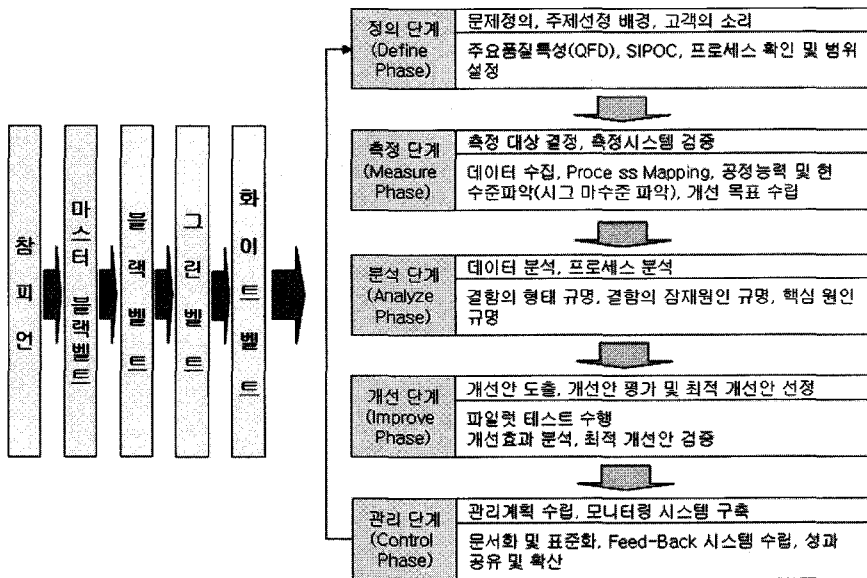 참피언
마스터 블랙벨트
블랙벨트
그린벨트
화이트벨트
정의 단계
(Define
Phase)
문제정의, 주제선정 배경, 고객의 소리
주요품질특성(QFD), SIPOC, 프로세스 확인 및 범위
설정
측정 단계
(Measure
Phase)
측정 대상 결정, 측정시스템 검증
데이터 수집, Proce ss Mapping, 공정능력 및 현
수준파악(시그 마수준 파악), 개선 목표 수립
분석 단계
(Analyze
Phase)
데이터 분석, 프로세스 분석
결함의 형태 규명, 결함의 잠재원인 규명, 핵심 원인
규명
개선 단계
(Improve
Phase)
개선안 도출, 개선안 평가 및 최적 개선안 선정
파일럿 테스트 수행
개선효과 분석, 최적 개선안 검증
관리 단계
(Control
Phase)
관리계획 수립, 모니터링 시스템 구축
문서화 및 표준화, Feed-Back 시스템 수립, 성과
공유 및 확산